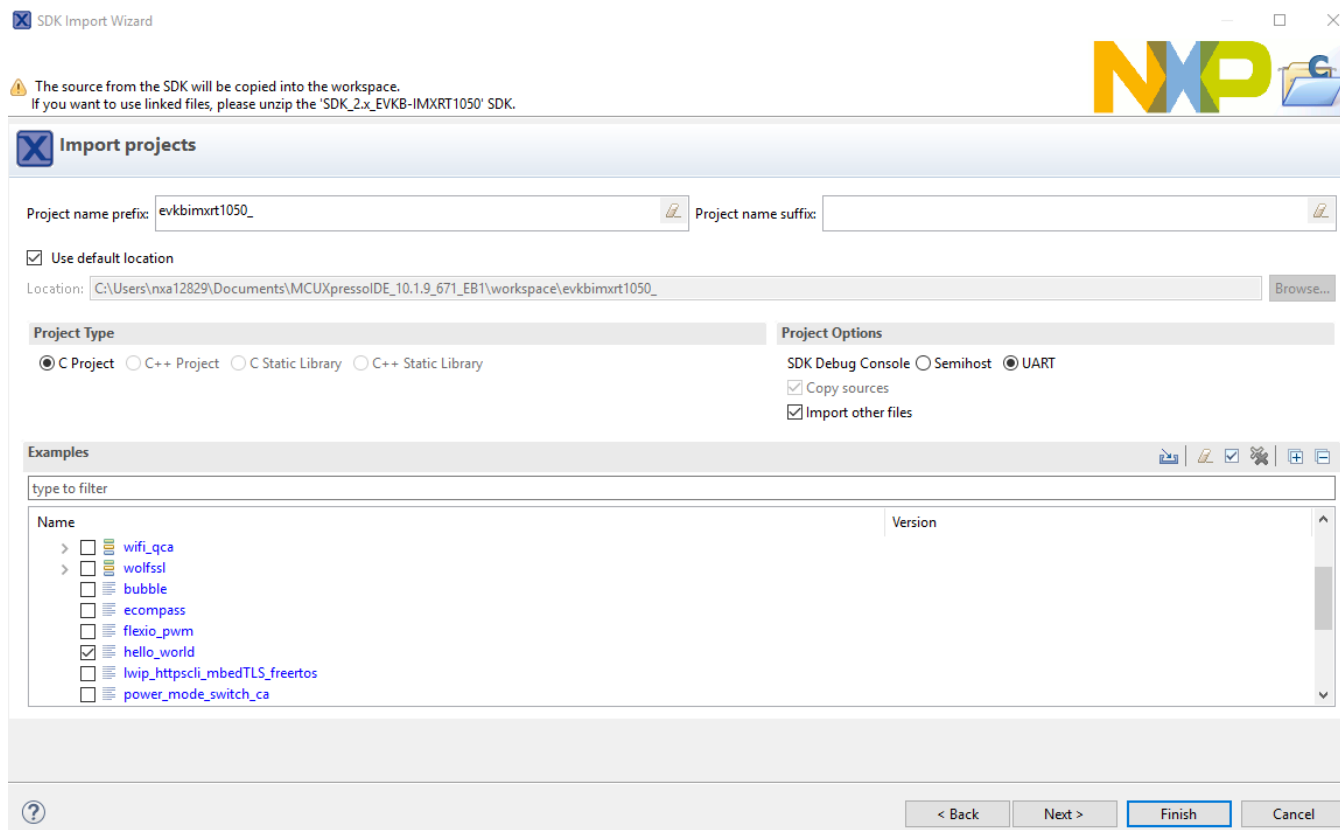 SDK Import Wizard
The source from the SDK will be copied into the workspace.
If you want to use linked files, please unzip the 'SDK_2.x_EVKB-IMXRT1050' SDK.
NXP
C
X
Import projects
Project name prefix: evkbimxrt1050_ Project name suffix:
Use default location
Location: C:\Users\nxa12829\Documents\MCUXpressoIDE_10.1.9_671_EB1\workspace\evkbimxrt1050_ Browse...
Project Type Project Options
C Project C++ Project C Static Library C++ Static Library SDK Debug Console Semihost UART
Copy sources
Import other files
Examples
type to filter
Name Version
wifi_qca
wolfssl
bubble
ecompass
flexio_pwm
hello_world
lwip_httpscli_mbedTLS_freertos
power_mode_switch_ca
? < Back Next > Finish Cancel